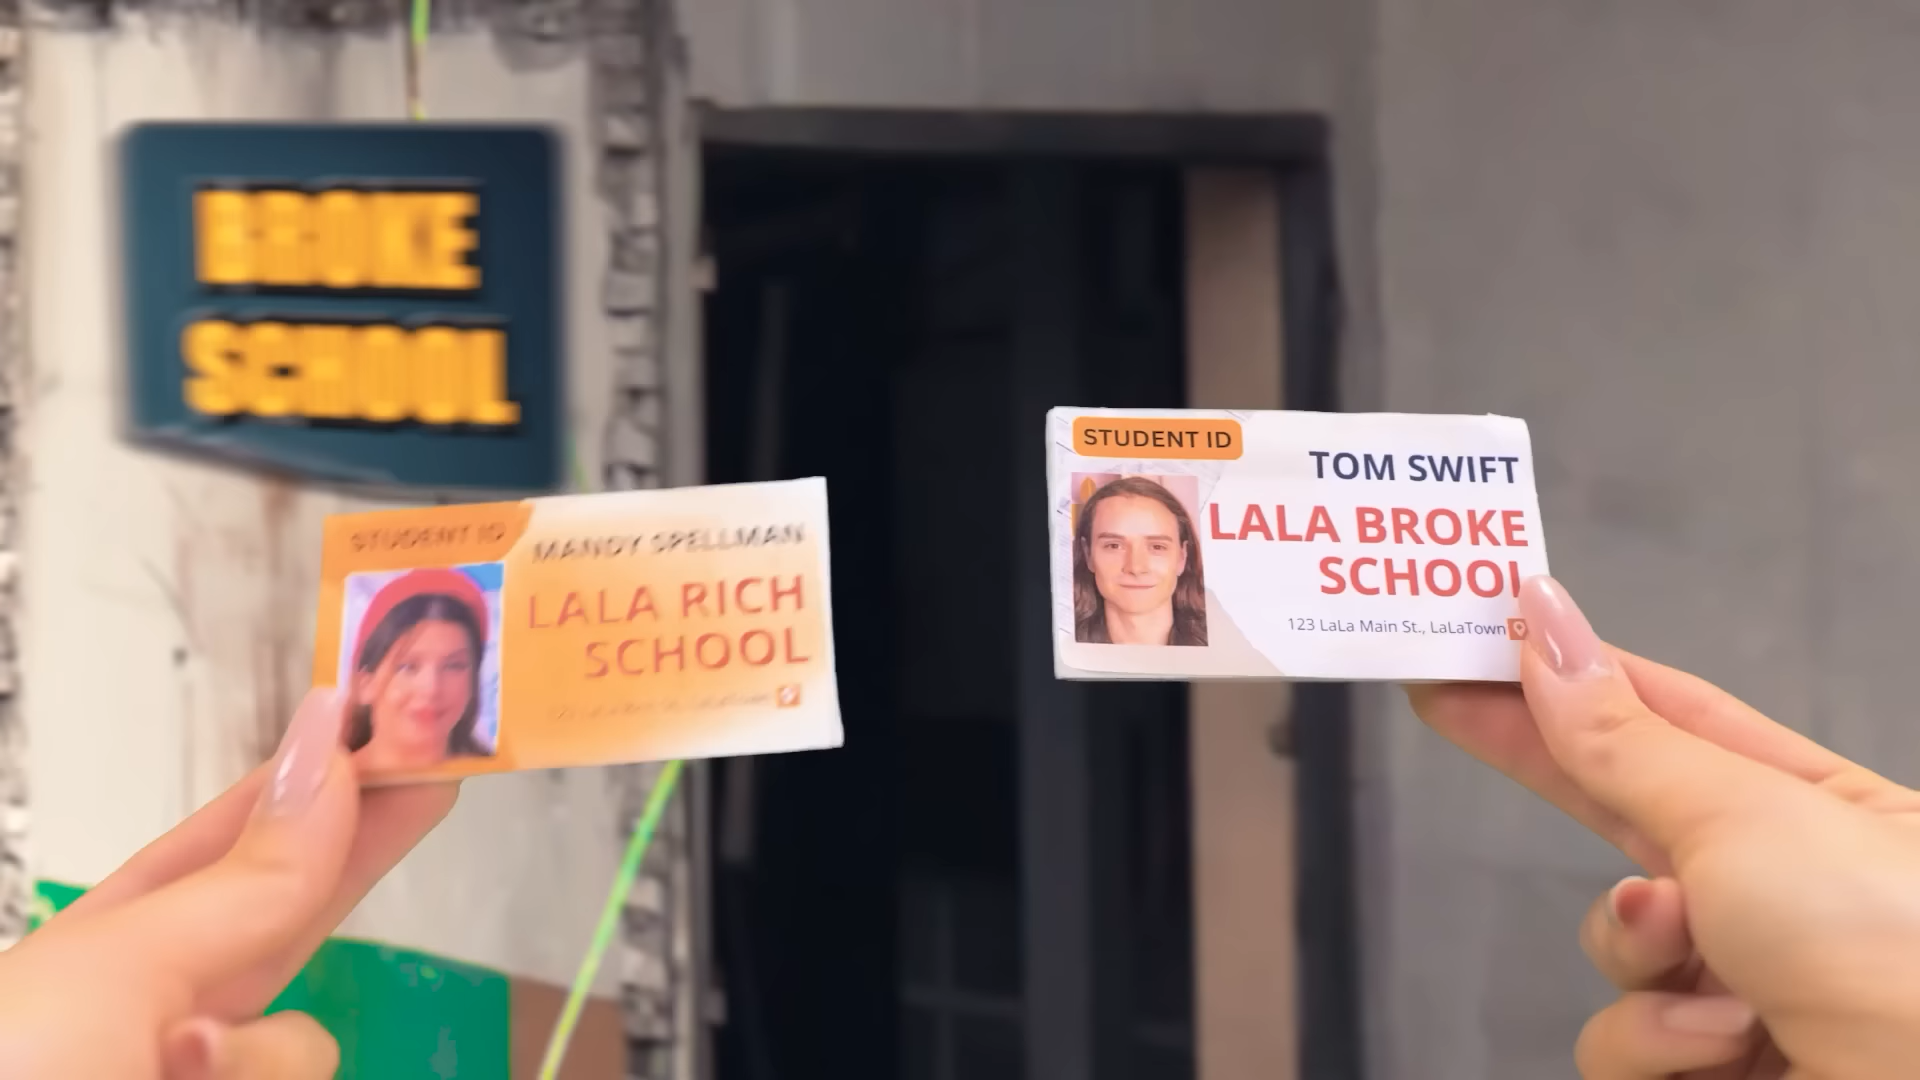 BROKE
SCHOOL
STUDENT ID
MANDY SPELLMAN
LALA RICH
SCHOOL
STUDENT ID
TOM SWIFT
LALA BROKE
SCHOOL
123 LaLa Main St., LaLaTown